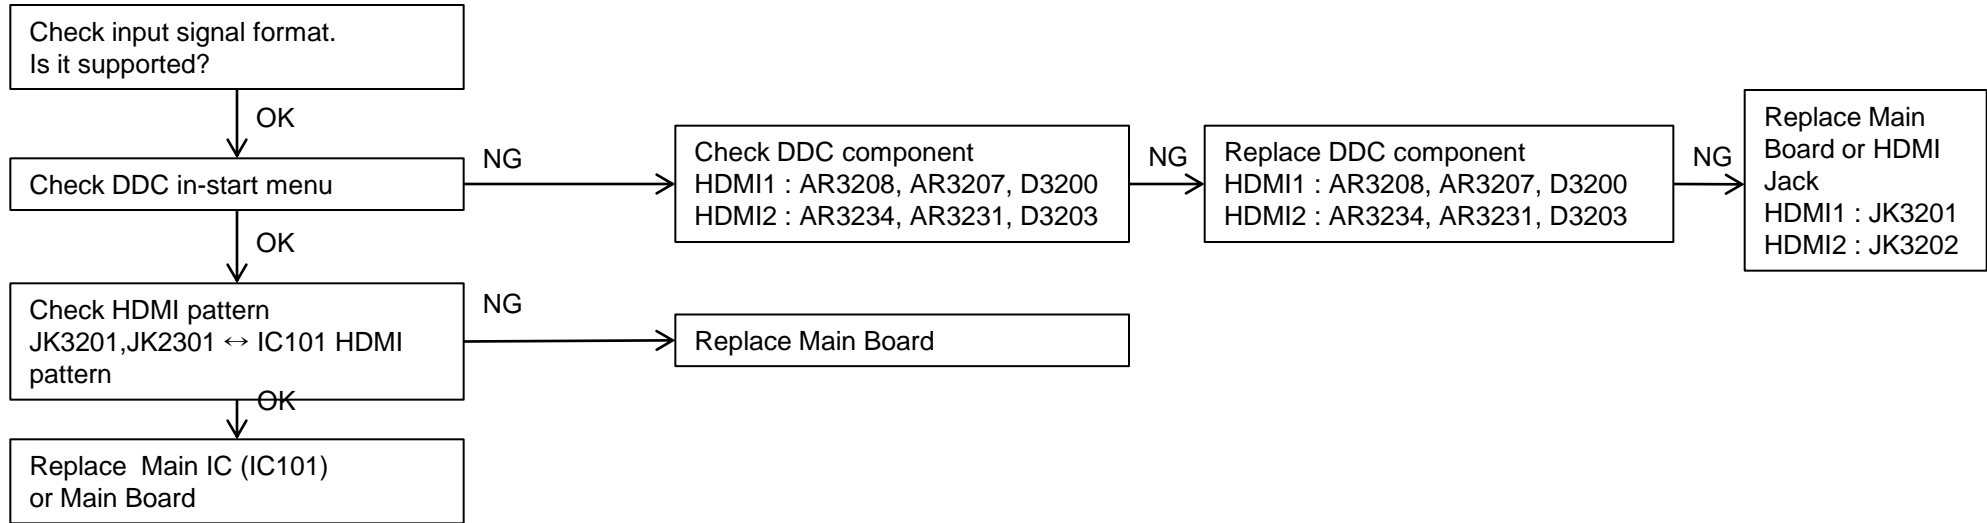 Check input signal format.
Is it supported?
OK
Check DDC in-start menu
NG
Check DDC component
HDMI1 : AR3208, AR3207, D3200
HDMI2 : AR3234, AR3231, D3203
NG
Replace DDC component
HDMI1 : AR3208, AR3207, D3200
HDMI2 : AR3234, AR3231, D3203
NG
Replace Main
Board or HDMI
Jack
HDMI1 : JK3201
HDMI2 : JK3202
OK
Check HDMI pattern
JK3201,JK2301 ↔ IC101 HDMI
pattern
NG
Replace Main Board
OK
Replace  Main IC (IC101)
or Main Board